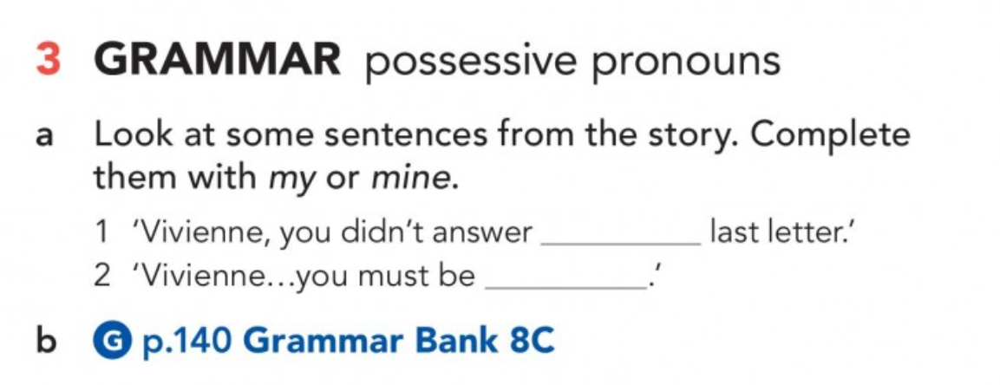 3 GRAMMAR possessive pronouns
a Look at some sentences from the story. Complete
them with my or mine.
1 ‘Vivienne, you didn’t answer __________ last letter.’
2 ‘Vivienne...you must be __________.’
b G p.140 Grammar Bank 8C